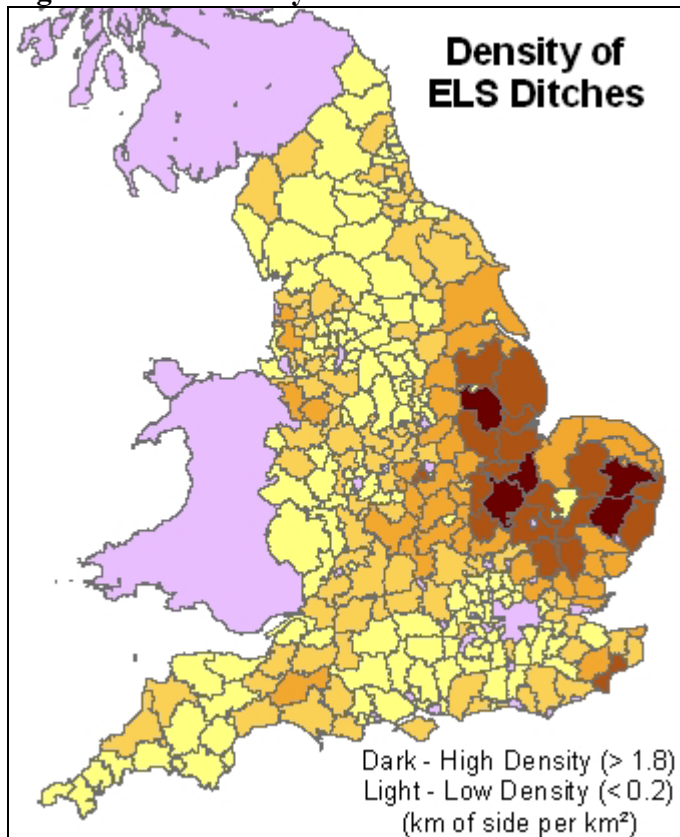 Density of
ELS Ditches
Dark - High Density (> 1.8)
Light - Low Density (<0.2)
(km of side per km²)